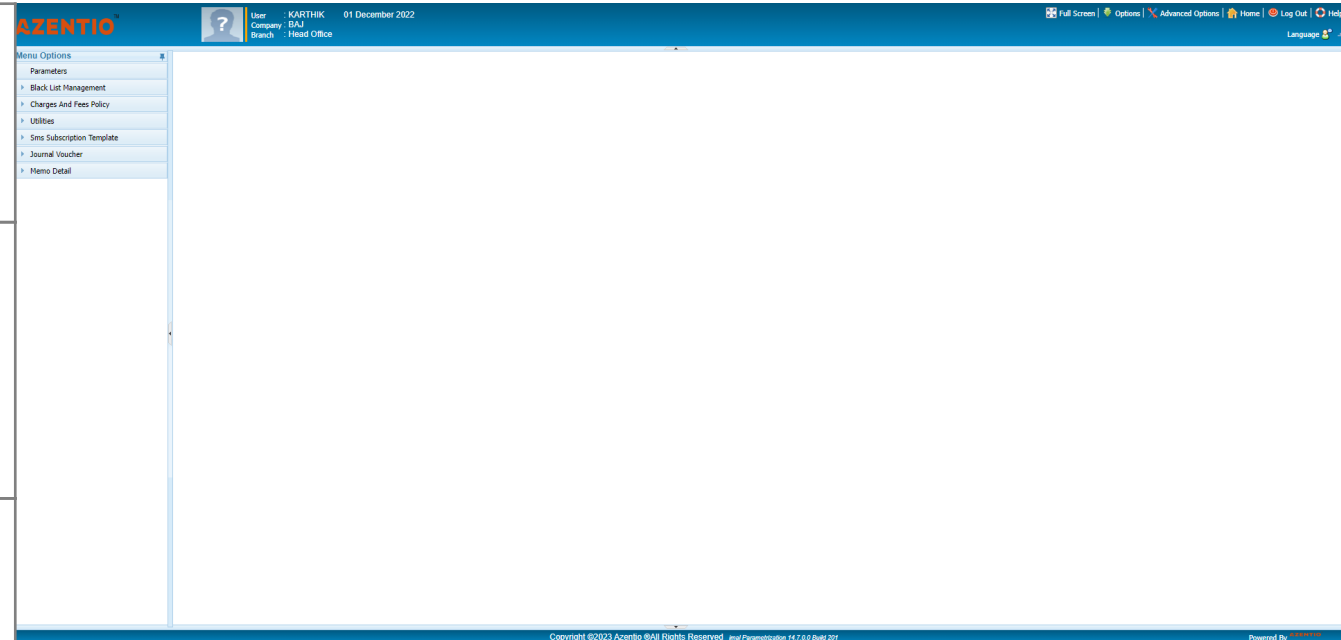 AZENTIO
User : KARTHIK 01 December 2022
Company : BAJ
Branch : Head Office
Full Screen | Options | Advanced Options | Home | Log Out | Help
Language
Menu Options
Parameters
Black List Management
Charges And Fees Policy
Utilities
Sms Subscription Template
Journal Voucher
Memo Detail
Copyright ©2023 Azentio ®All Rights Reserved imal Parametrization 14.7.0.0 Build 201 Powered By AZENTIO